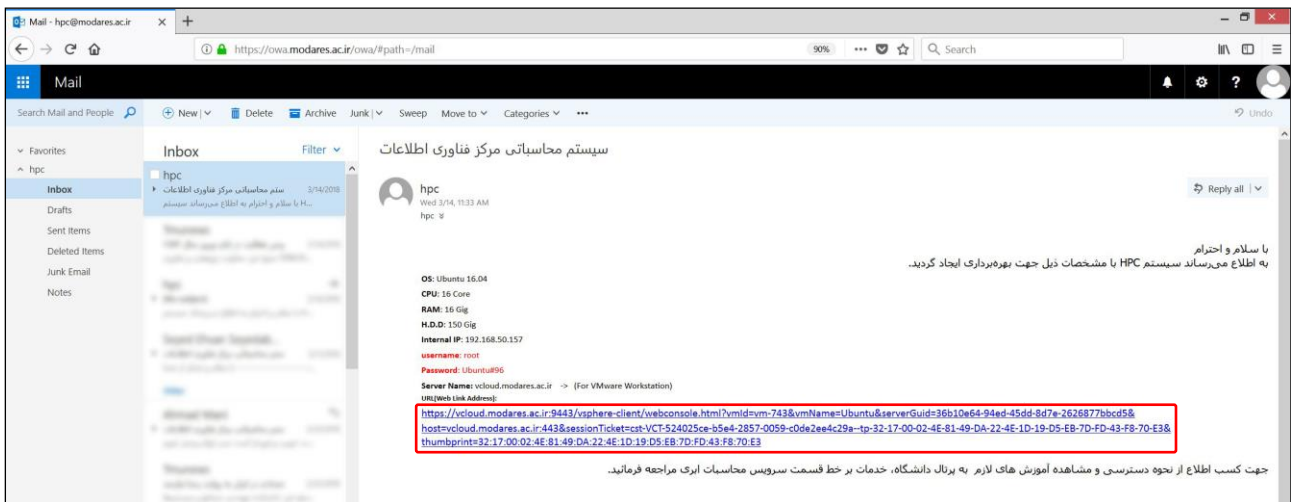 Mail - hpc@modares.ac.ir
https://owa.modares.ac.ir/owa/#path=/mail
90%
Search
Mail
Search Mail and People
New
Delete
Archive
Junk
Sweep
Move to
Categories
Undo
Favorites
hpc
Inbox
Drafts
Sent Items
Deleted Items
Junk Email
Notes
Inbox
Filter
hpc
ستم محاسباتی مرکز فناوری اطلاعات
3/14/2018
با سلام و احترام به اطلاع می‌رساند سیستم H...
سیستم محاسباتی مرکز فناوری اطلاعات
hpc
Wed 3/14, 11:33 AM
hpc
Reply all
با سلام و احترام
به اطلاع می‌رساند سیستم HPC با مشخصات ذیل جهت بهره‌برداری ایجاد گردید.
OS: Ubuntu 16.04
CPU: 16 Core
RAM: 16 Gig
H.D.D: 150 Gig
Internal IP: 192.168.50.157
username: root
Password: Ubuntu#96
Server Name: vcloud.modares.ac.ir -> (For VMware Workstation)
URL(Web Link Address):
https://vcloud.modares.ac.ir:9443/vsphere-client/webconsole.html?vmId=vm-743&vmName=Ubuntu&serverGuid=36b10e64-94ed-45dd-8d7e-2626877bbcd5&
host=vcloud.modares.ac.ir:443&sessionTicket=cst-VCT-524025ce-b5e4-2857-0059-c0de2ee4c29a--tp-32-17-00-02-4E-81-49-DA-22-4E-1D-19-D5-EB-7D-FD-43-F8-70-E3&
thumbprint=32:17:00:02:4E:81:49:DA:22:4E:1D:19:D5:EB:7D:FD:43:F8:70:E3
جهت کسب اطلاع از نحوه دسترسی و مشاهده آموزش های لازم به پرتال دانشگاه، خدمات بر خط قسمت سرویس محاسبات ابری مراجعه فرمائید.